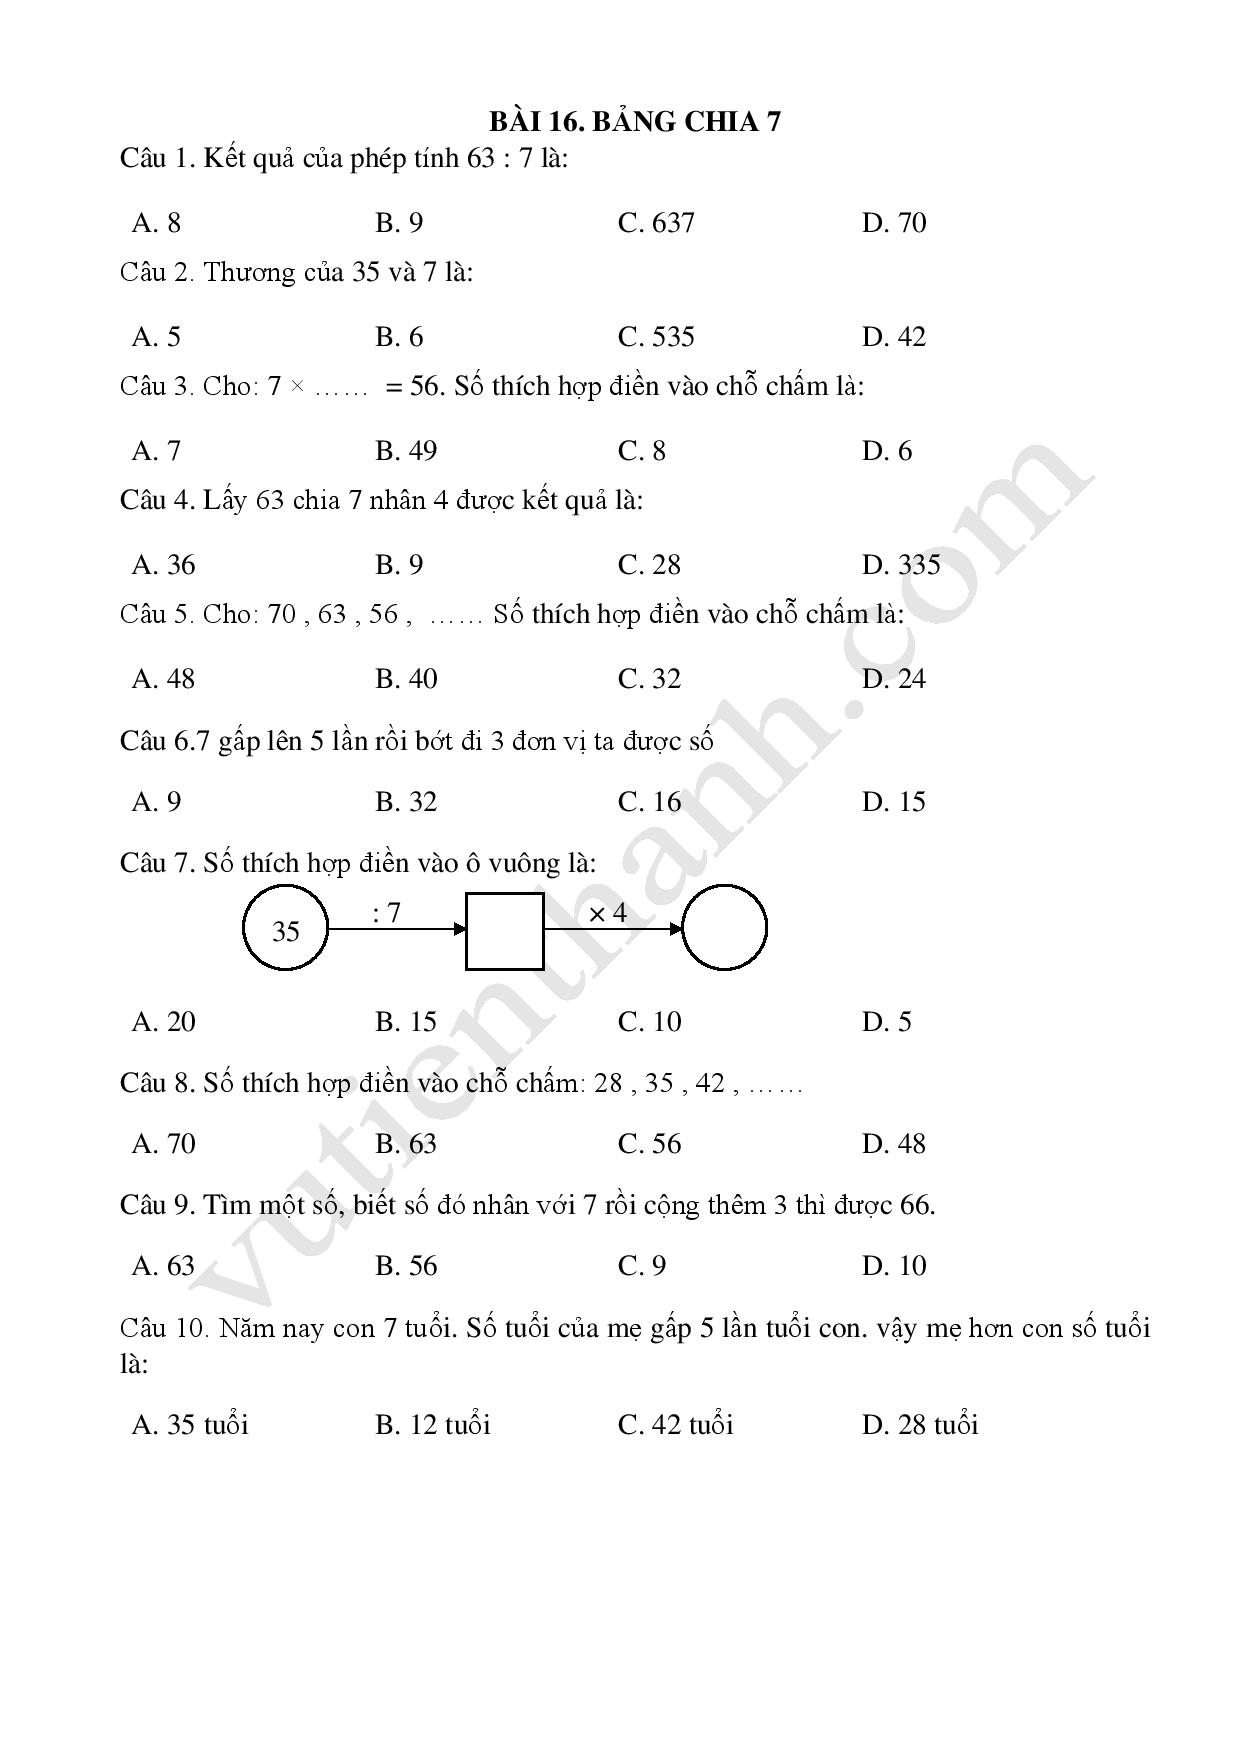 BÀI 16. BẢNG CHIA 7
Câu 1. Kết quả của phép tính 63 : 7 là:
A. 8 B. 9 C. 637 D. 70
Câu 2. Thương của 35 và 7 là:
A. 5 B. 6 C. 535 D. 42
Câu 3. Cho: 7 × …… = 56. Số thích hợp điền vào chỗ chấm là:
A. 7 B. 49 C. 8 D. 6
Câu 4. Lấy 63 chia 7 nhân 4 được kết quả là:
A. 36 B. 9 C. 28 D. 335
Câu 5. Cho: 70 , 63 , 56 , …… Số thích hợp điền vào chỗ chấm là:
A. 48 B. 40 C. 32 D. 24
Câu 6.7 gấp lên 5 lần rồi bớt đi 3 đơn vị ta được số
A. 9 B. 32 C. 16 D. 15
Câu 7. Số thích hợp điền vào ô vuông là:
35 : 7 × 4
A. 20 B. 15 C. 10 D. 5
Câu 8. Số thích hợp điền vào chỗ chấm: 28 , 35 , 42 , ……
A. 70 B. 63 C. 56 D. 48
Câu 9. Tìm một số, biết số đó nhân với 7 rồi cộng thêm 3 thì được 66.
A. 63 B. 56 C. 9 D. 10
Câu 10. Năm nay con 7 tuổi. Số tuổi của mẹ gấp 5 lần tuổi con. vậy mẹ hơn con số tuổi
là:
A. 35 tuổi B. 12 tuổi C. 42 tuổi D. 28 tuổi
vutienthanh.com